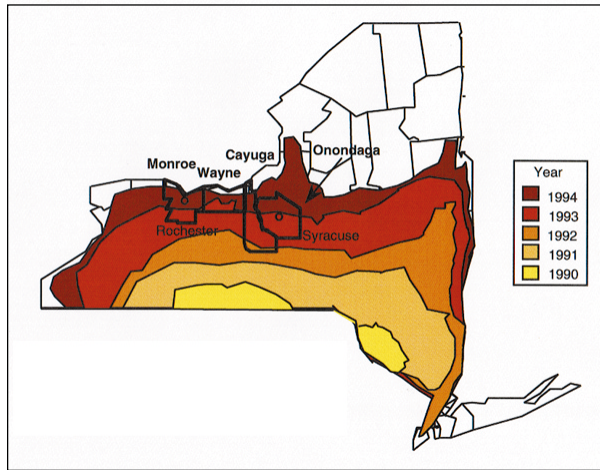 Monroe
Wayne
Cayuga
Onondaga
Rochester
Syracuse
Year
1994
1993
1992
1991
1990